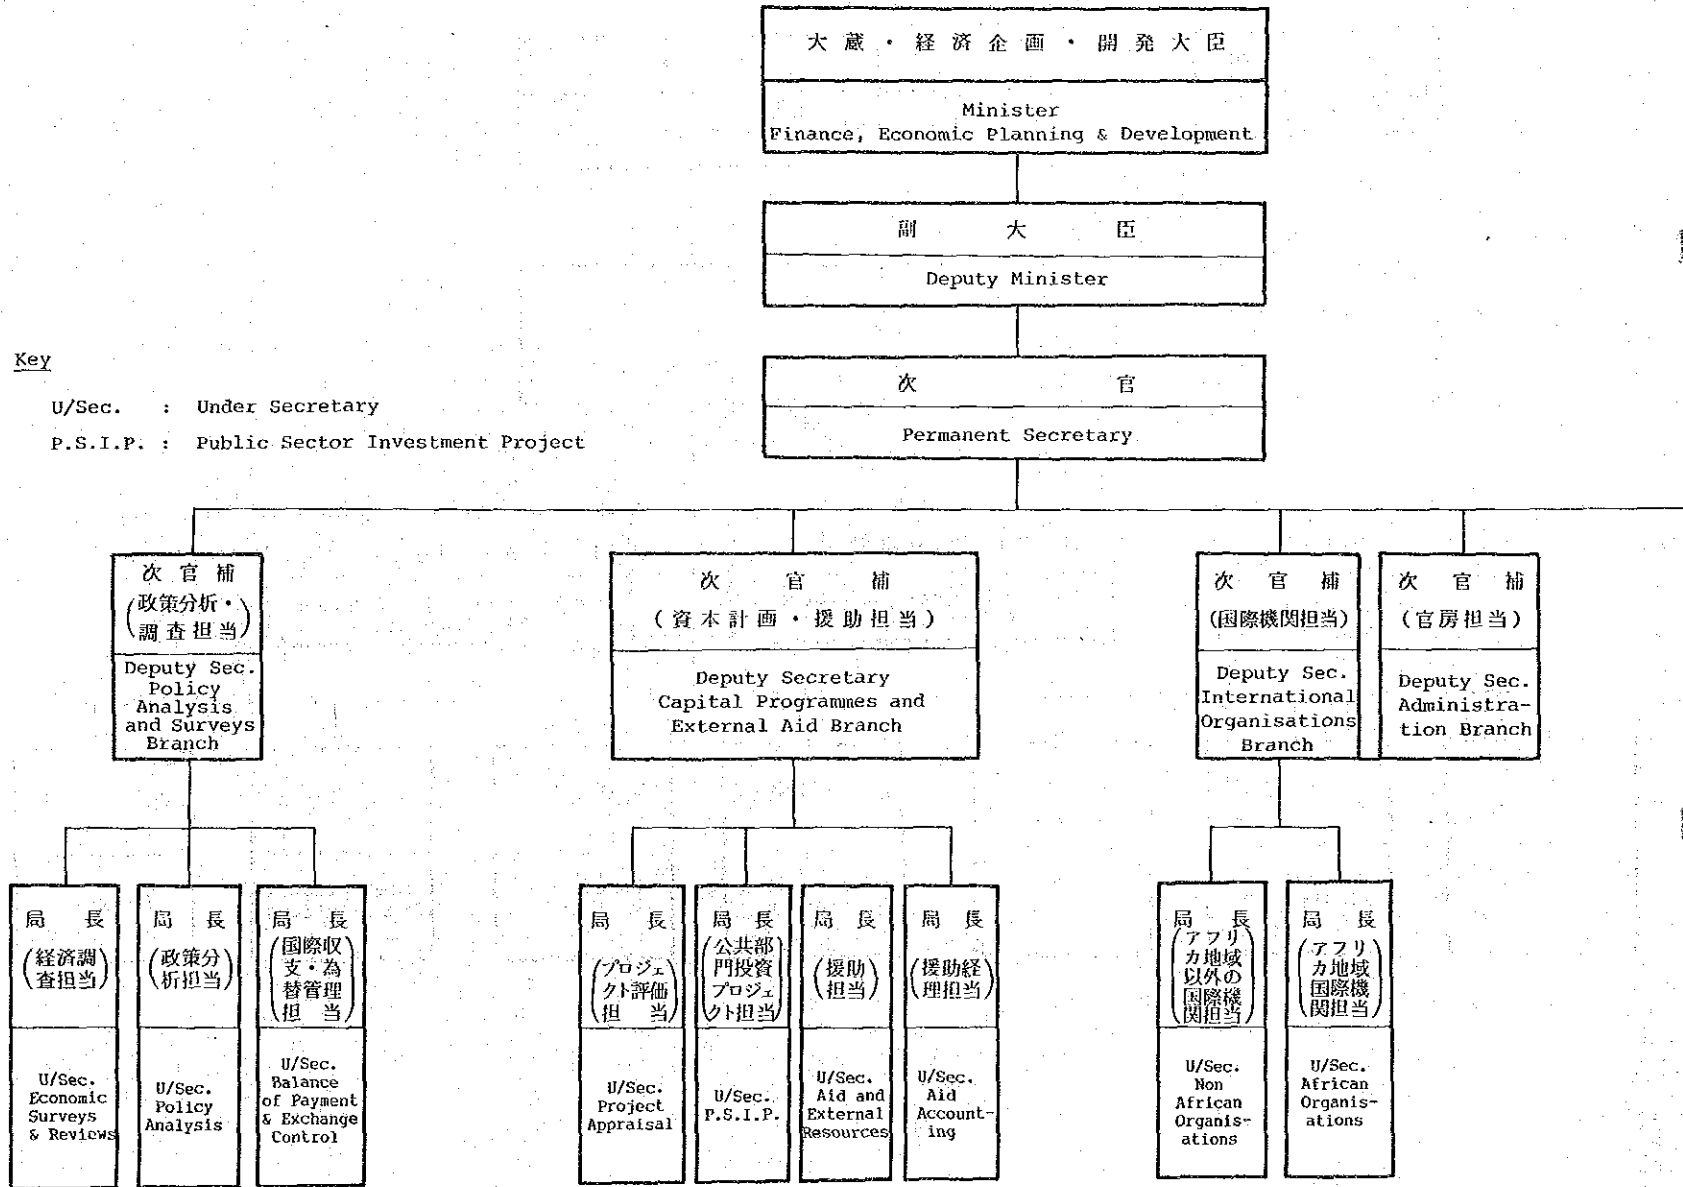 大蔵・経済企画・開発大臣
Minister
Finance, Economic Planning & Development
副大臣
Deputy Minister
次官
Permanent Secretary
Key
U/Sec. : Under Secretary
P.S.I.P. : Public Sector Investment Project
次官補
(政策分析・
調査担当)
Deputy Sec.
Policy
Analysis
and Surveys
Branch
次官補
(資本計画・援助担当)
Deputy Secretary
Capital Programmes and
External Aid Branch
次官補
(国際機関担当)
Deputy Sec.
International
Organisations
Branch
次官補
(官房担当)
Deputy Sec.
Administra-
tion Branch
局長
(経済調
査担当)
U/Sec.
Economic
Surveys
& Reviews
局長
(政策分
析担当)
U/Sec.
Policy
Analysis
局長
(国際収
支・為
替管理
担当)
U/Sec.
Balance
of Payment
& Exchange
Control
局長
(プロジェ
クト評価
担当)
U/Sec.
Project
Appraisal
局長
(公共部
門投資
プロジェ
クト担当)
U/Sec.
P.S.I.P.
局長
(援助
担当)
U/Sec.
Aid and
External
Resources
局長
(援助経
理担当)
U/Sec.
Aid
Account-
ing
局長
(アフリ
カ地域
以外の
国際機
関担当)
U/Sec.
Non
African
Organis-
ations
局長
(アフリ
カ地域
国際機
関担当)
U/Sec.
African
Organis-
ations